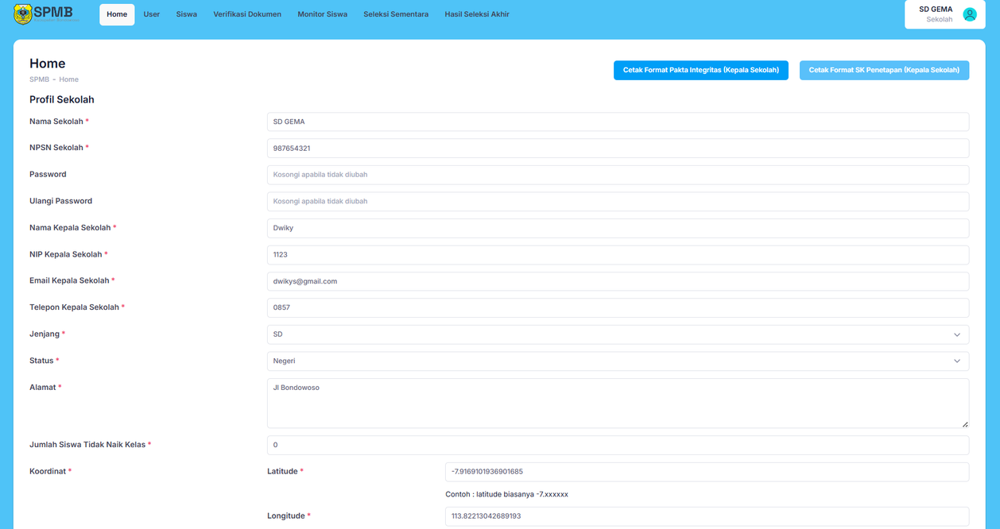 SPMB
Home
User
Siswa
Verifikasi Dokumen
Monitor Siswa
Seleksi Sementara
Hasil Seleksi Akhir
SD GEMA
Sekolah
Home
SPMB - Home
Cetak Format Pakta Integritas (Kepala Sekolah)
Cetak Format SK Penetapan (Kepala Sekolah)
Profil Sekolah
Nama Sekolah *
SD GEMA
NPSN Sekolah *
987654321
Password
Kosongi apabila tidak diubah
Ulangi Password
Kosongi apabila tidak diubah
Nama Kepala Sekolah *
Dwiky
NIP Kepala Sekolah *
1123
Email Kepala Sekolah *
dwikys@gmail.com
Telepon Kepala Sekolah *
0857
Jenjang *
SD
Status *
Negeri
Alamat *
Jl Bondowoso
Jumlah Siswa Tidak Naik Kelas *
0
Koordinat *
Latitude *
-7.9169101936901685
Contoh : latitude biasanya -7.xxxxxx
Longitude *
113.82213042689193